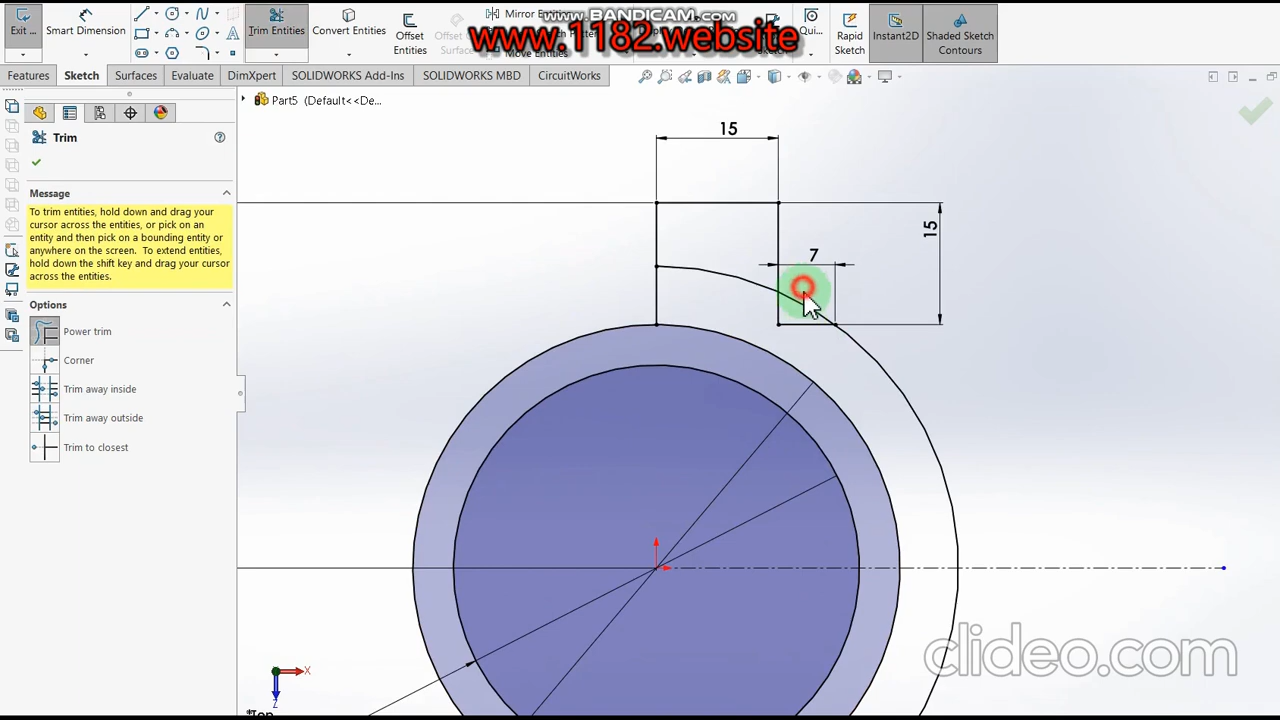 www.BANDICAM.com
www.1182.website
Exit ...
Smart Dimension
Trim Entities
Convert Entities
Offset Entities
Offset On Surface
Mirror Entities
Move Entities
Qui...
Rapid Sketch
Instant2D
Shaded Sketch Contours
Features
Sketch
Surfaces
Evaluate
DimXpert
SOLIDWORKS Add-Ins
SOLIDWORKS MBD
CircuitWorks
Part5 (Default<<De...
Trim
Message
To trim entities, hold down and drag your
cursor across the entities, or pick on an
entity and then pick on a bounding entity or
anywhere on the screen. To extend entities,
hold down the shift key and drag your cursor
across the entities.
Options
Power trim
Corner
Trim away inside
Trim away outside
Trim to closest
15
7
15
X
Z
*Top
clideo.com